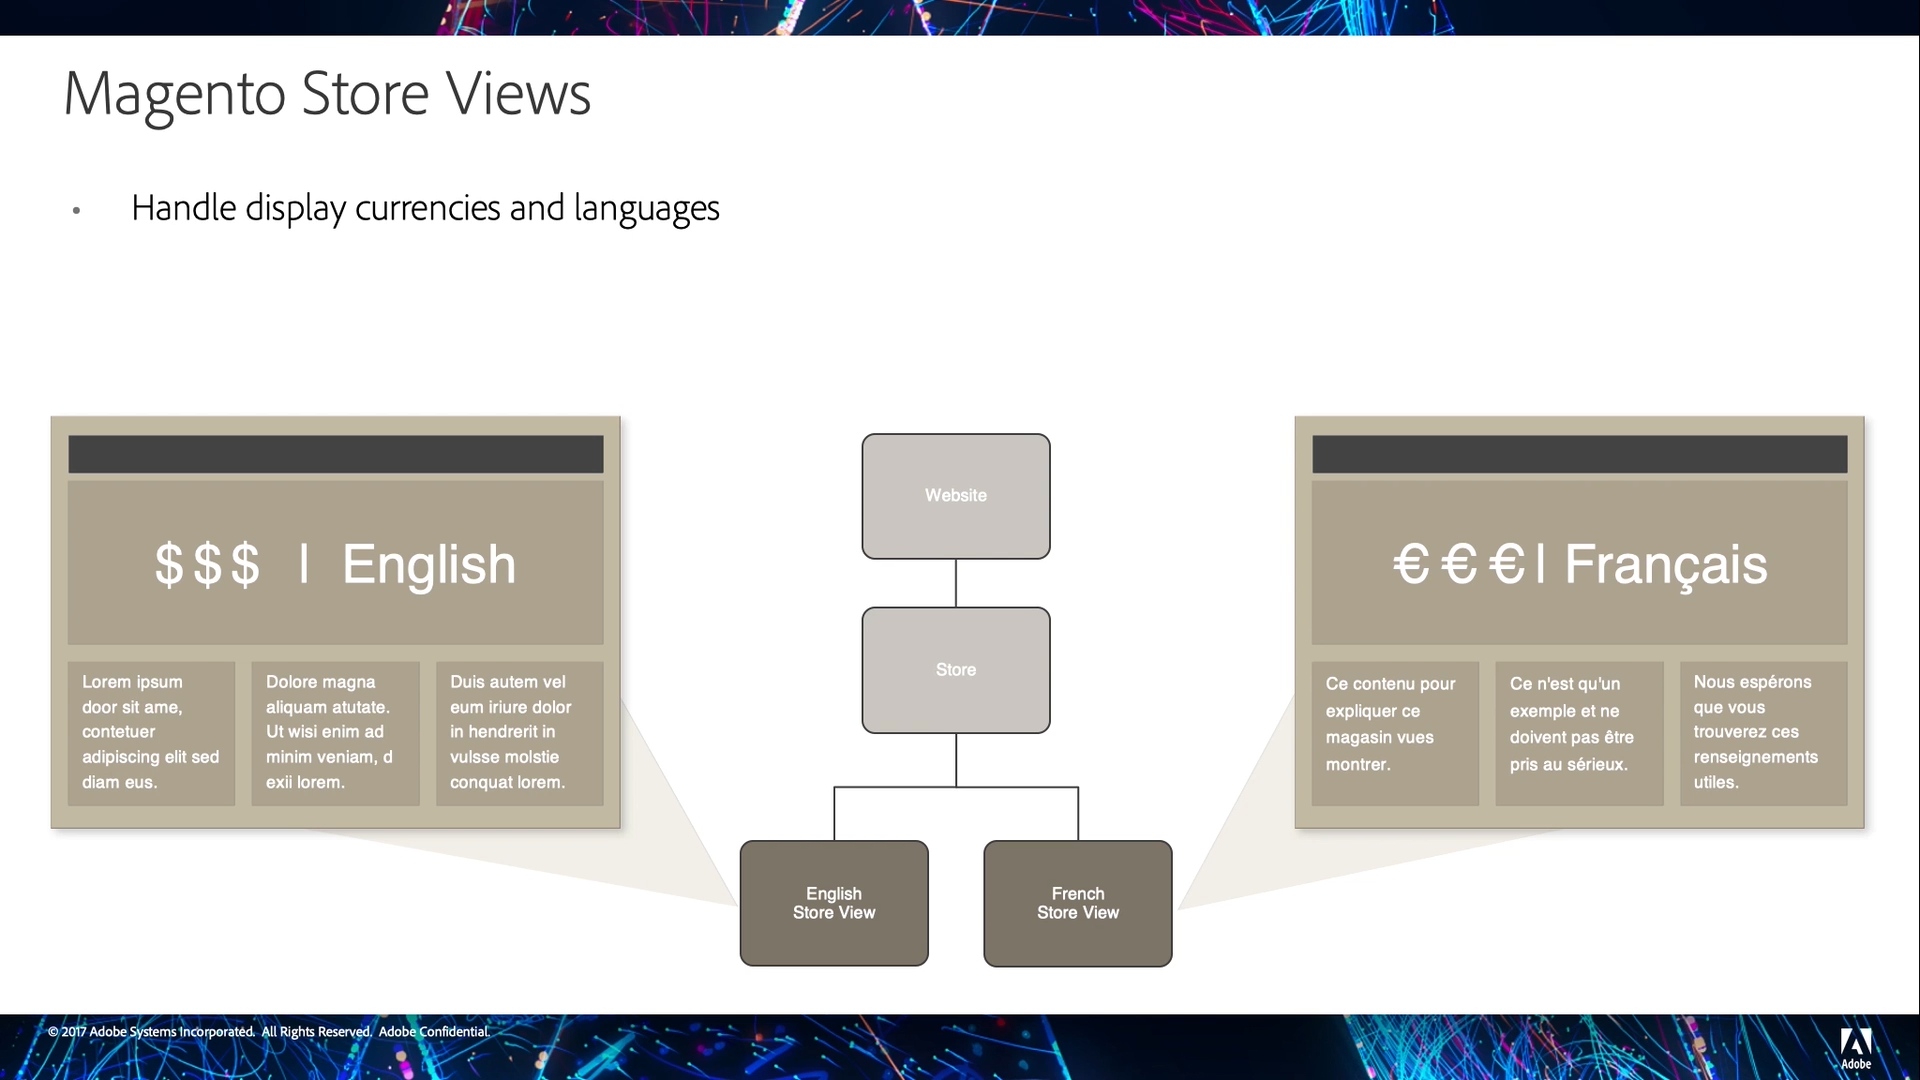 Magento Store Views
• Handle display currencies and languages
$$$ | English
Lorem ipsum
door sit ame,
contetuer
adipiscing elit sed
diam eus.
Dolore magna
aliquam atutate.
Ut wisi enim ad
minim veniam, d
exii lorem.
Duis autem vel
eum iriure dolor
in hendrerit in
vulsse molstie
conquat lorem.
Website
Store
English
Store View
French
Store View
€ € €| Français
Ce contenu pour
expliquer ce
magasin vues
montrer.
Ce n'est qu'un
exemple et ne
doivent pas être
pris au sérieux.
Nous espérons
que vous
trouverez ces
renseignements
utiles.
© 2017 Adobe Systems Incorporated. All Rights Reserved. Adobe Confidential.
Adobe